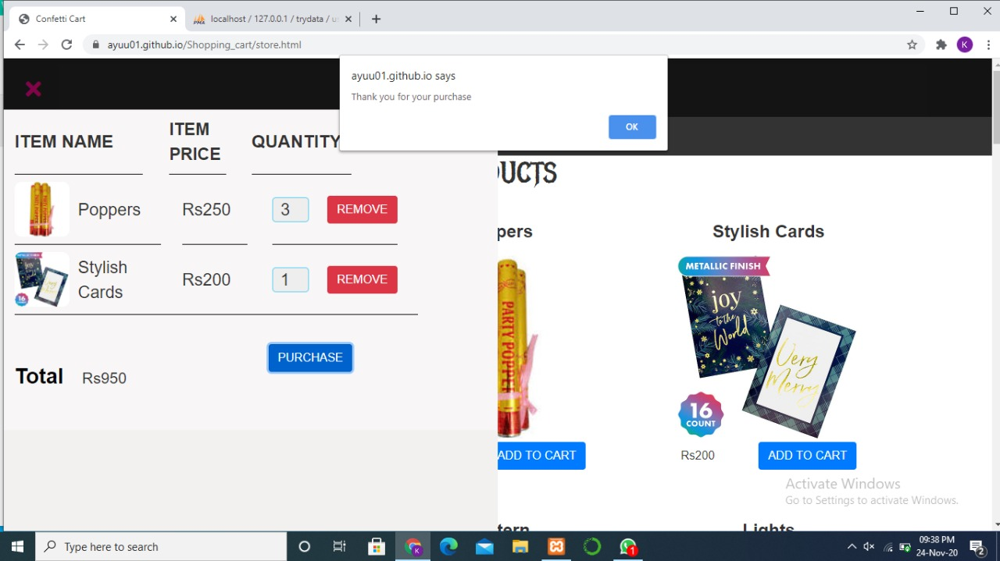 Confetti Cart
localhost / 127.0.0.1 / trydata / us
ayuu01.github.io/Shopping_cart/store.html
K
ayuu01.github.io says
Thank you for your purchase
OK
ITEM NAME
ITEM PRICE
QUANTITY
Poppers
Rs250
3
REMOVE
Stylish Cards
Rs200
1
REMOVE
PURCHASE
Total
Rs950
UCTS
pers
PARTY POPPER
ADD TO CART
Stylish Cards
METALLIC FINISH
joy
to the
World
Very
Merry
16
COUNT
Rs200
ADD TO CART
Activate Windows
Go to Settings to activate Windows.
tern
Lights
Type here to search
1
09:38 PM
24-Nov-20
2